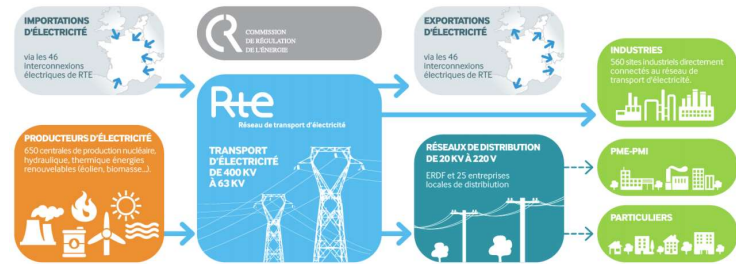 IMPORTATIONS
D'ÉLECTRICITÉ
via les 46
interconnexions
électriques de RTE
PRODUCTEURS D'ÉLECTRICITÉ
650 centrales de production nucléaire,
hydraulique, thermique énergies
renouvelables (éolien, biomasse...).
CR
COMMISSION
DE RÉGULATION
DE L'ÉNERGIE
Rte
Réseau de transport d'électricité
TRANSPORT
D'ÉLECTRICITÉ
DE 400 KV
À 63 KV
EXPORTATIONS
D'ÉLECTRICITÉ
via les 46
interconnexions
électriques de RTE
RÉSEAUX DE DISTRIBUTION
DE 20 KV À 220 V
ERDF et 25 entreprises
locales de distribution
INDUSTRIES
560 sites industriels directement
connectés au réseau de
transport d'électricité.
PME-PMI
PARTICULIERS